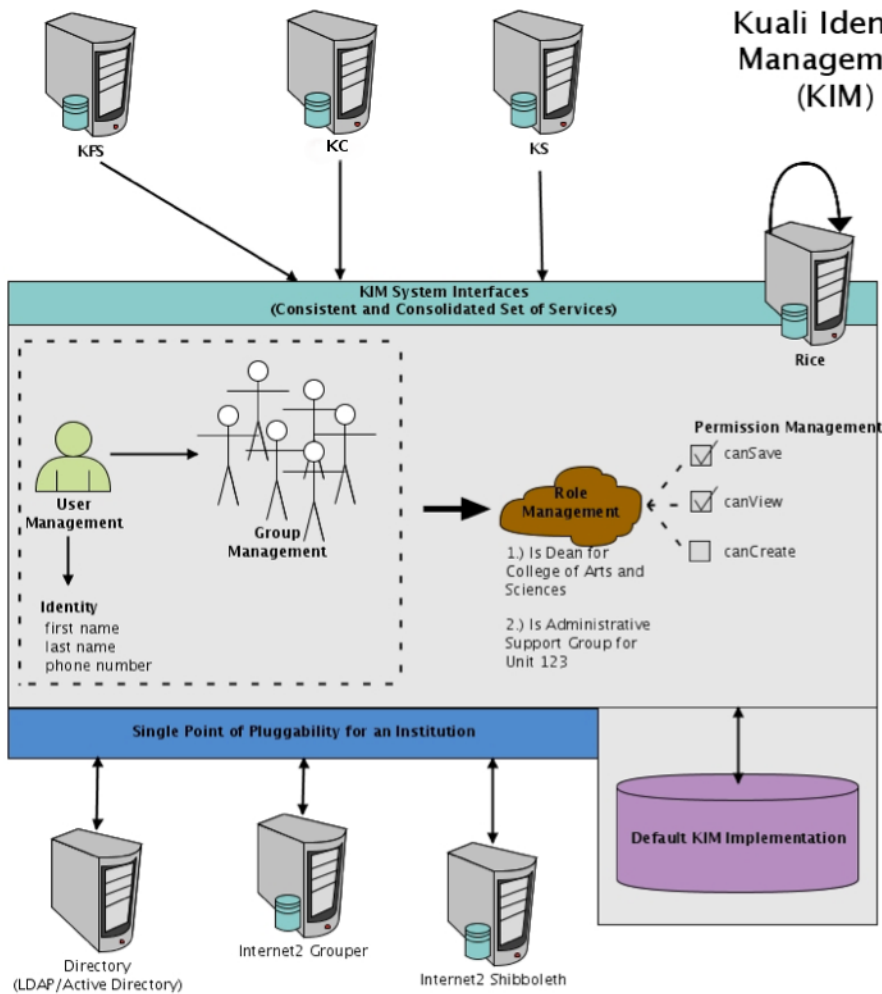 Kuali Iden
Managem
(KIM)
KFS
KC
KS
Rice
KIM System Interfaces
(Consistent and Consolidated Set of Services)
User
Management
Group
Management
Identity
first name
last name
phone number
Role
Management
1.) Is Dean for
College of Arts and
Sciences
2.) Is Administrative
Support Group for
Unit 123
Permission Management
canSave
canView
canCreate
Single Point of Pluggability for an Institution
Default KIM Implementation
Directory
(LDAP/Active Directory)
Internet2 Grouper
Internet2 Shibboleth